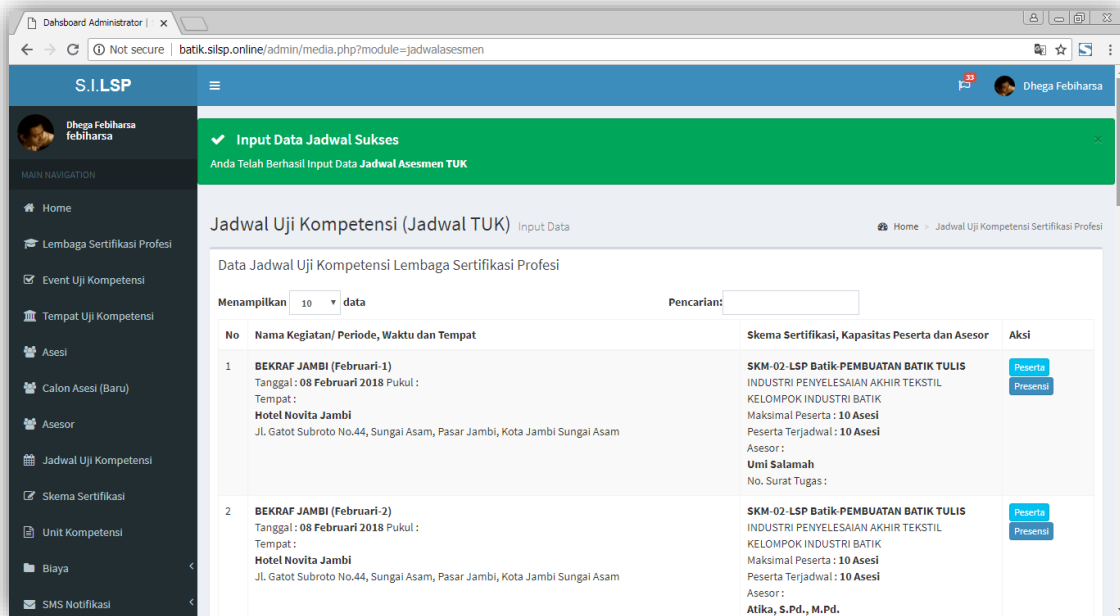 Dahsboard Administrator |
Not secure | batik.silsp.online/admin/media.php?module=jadwalasesmen
S.I.LSP
33
Dhega Febiharsa
Dhega Febiharsa
febiharsa
MAIN NAVIGATION
Home
Lembaga Sertifikasi Profesi
Event Uji Kompetensi
Tempat Uji Kompetensi
Asesi
Calon Asesi (Baru)
Asesor
Jadwal Uji Kompetensi
Skema Sertifikasi
Unit Kompetensi
Biaya
SMS Notifikasi
Input Data Jadwal Sukses
Anda Telah Berhasil Input Data Jadwal Asesmen TUK
Jadwal Uji Kompetensi (Jadwal TUK) Input Data
Home > Jadwal Uji Kompetensi Sertifikasi Profesi
Data Jadwal Uji Kompetensi Lembaga Sertifikasi Profesi
Menampilkan 10 data
Pencarian:
No Nama Kegiatan/ Periode, Waktu dan Tempat Skema Sertifikasi, Kapasitas Peserta dan Asesor Aksi
1
BEKRAF JAMBI (Februari-1)
Tanggal : 08 Februari 2018 Pukul :
Tempat :
Hotel Novita Jambi
Jl. Gatot Subroto No.44, Sungai Asam, Pasar Jambi, Kota Jambi Sungai Asam
SKM-02-LSP Batik-PEMBUATAN BATIK TULIS
INDUSTRI PENYELESAIAN AKHIR TEKSTIL
KELOMPOK INDUSTRI BATIK
Maksimal Peserta : 10 Asesi
Peserta Terjadwal : 10 Asesi
Asesor :
Umi Salamah
No. Surat Tugas :
Peserta
Presensi
2
BEKRAF JAMBI (Februari-2)
Tanggal : 08 Februari 2018 Pukul :
Tempat :
Hotel Novita Jambi
Jl. Gatot Subroto No.44, Sungai Asam, Pasar Jambi, Kota Jambi Sungai Asam
SKM-02-LSP Batik-PEMBUATAN BATIK TULIS
INDUSTRI PENYELESAIAN AKHIR TEKSTIL
KELOMPOK INDUSTRI BATIK
Maksimal Peserta : 10 Asesi
Peserta Terjadwal : 10 Asesi
Asesor :
Atika, S.Pd., M.Pd.
Peserta
Presensi